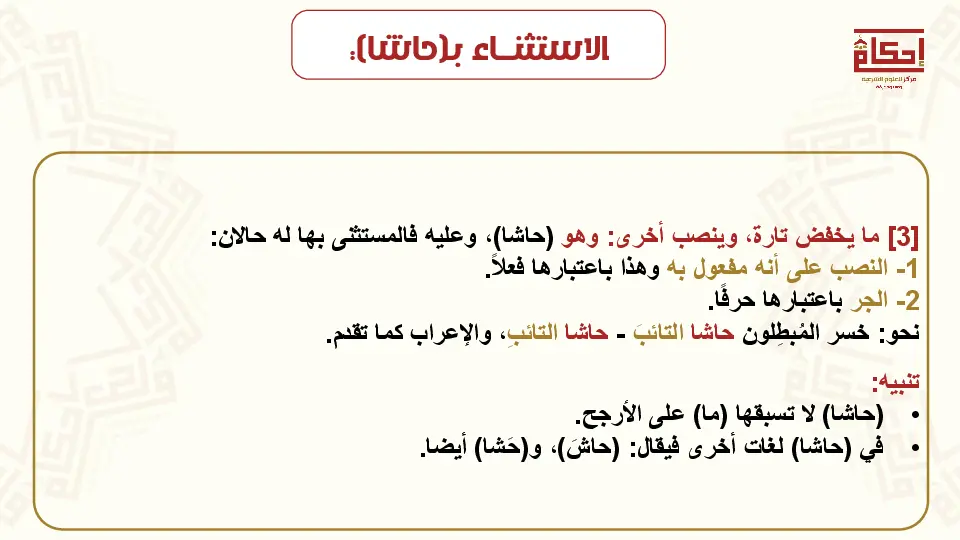 الاستثناء بـ(حاشا):
إحكام
مركز للعلوم الشرعية
[3] ما يخفض تارة، وينصب أخرى: وهو (حاشا)، وعليه فالمستثنى بها له حالان:
1- النصب على أنه مفعول به وهذا باعتبارها فعلاً.
2- الجر باعتبارها حرفًا.
نحو: خسر المُبطِلون حاشا التائبَ - حاشا التائبِ، والإعراب كما تقدم.
تنبيه:
• (حاشا) لا تسبقها (ما) على الأرجح.
• في (حاشا) لغات أخرى فيقال: (حاشَ)، و(حَشا) أيضا.